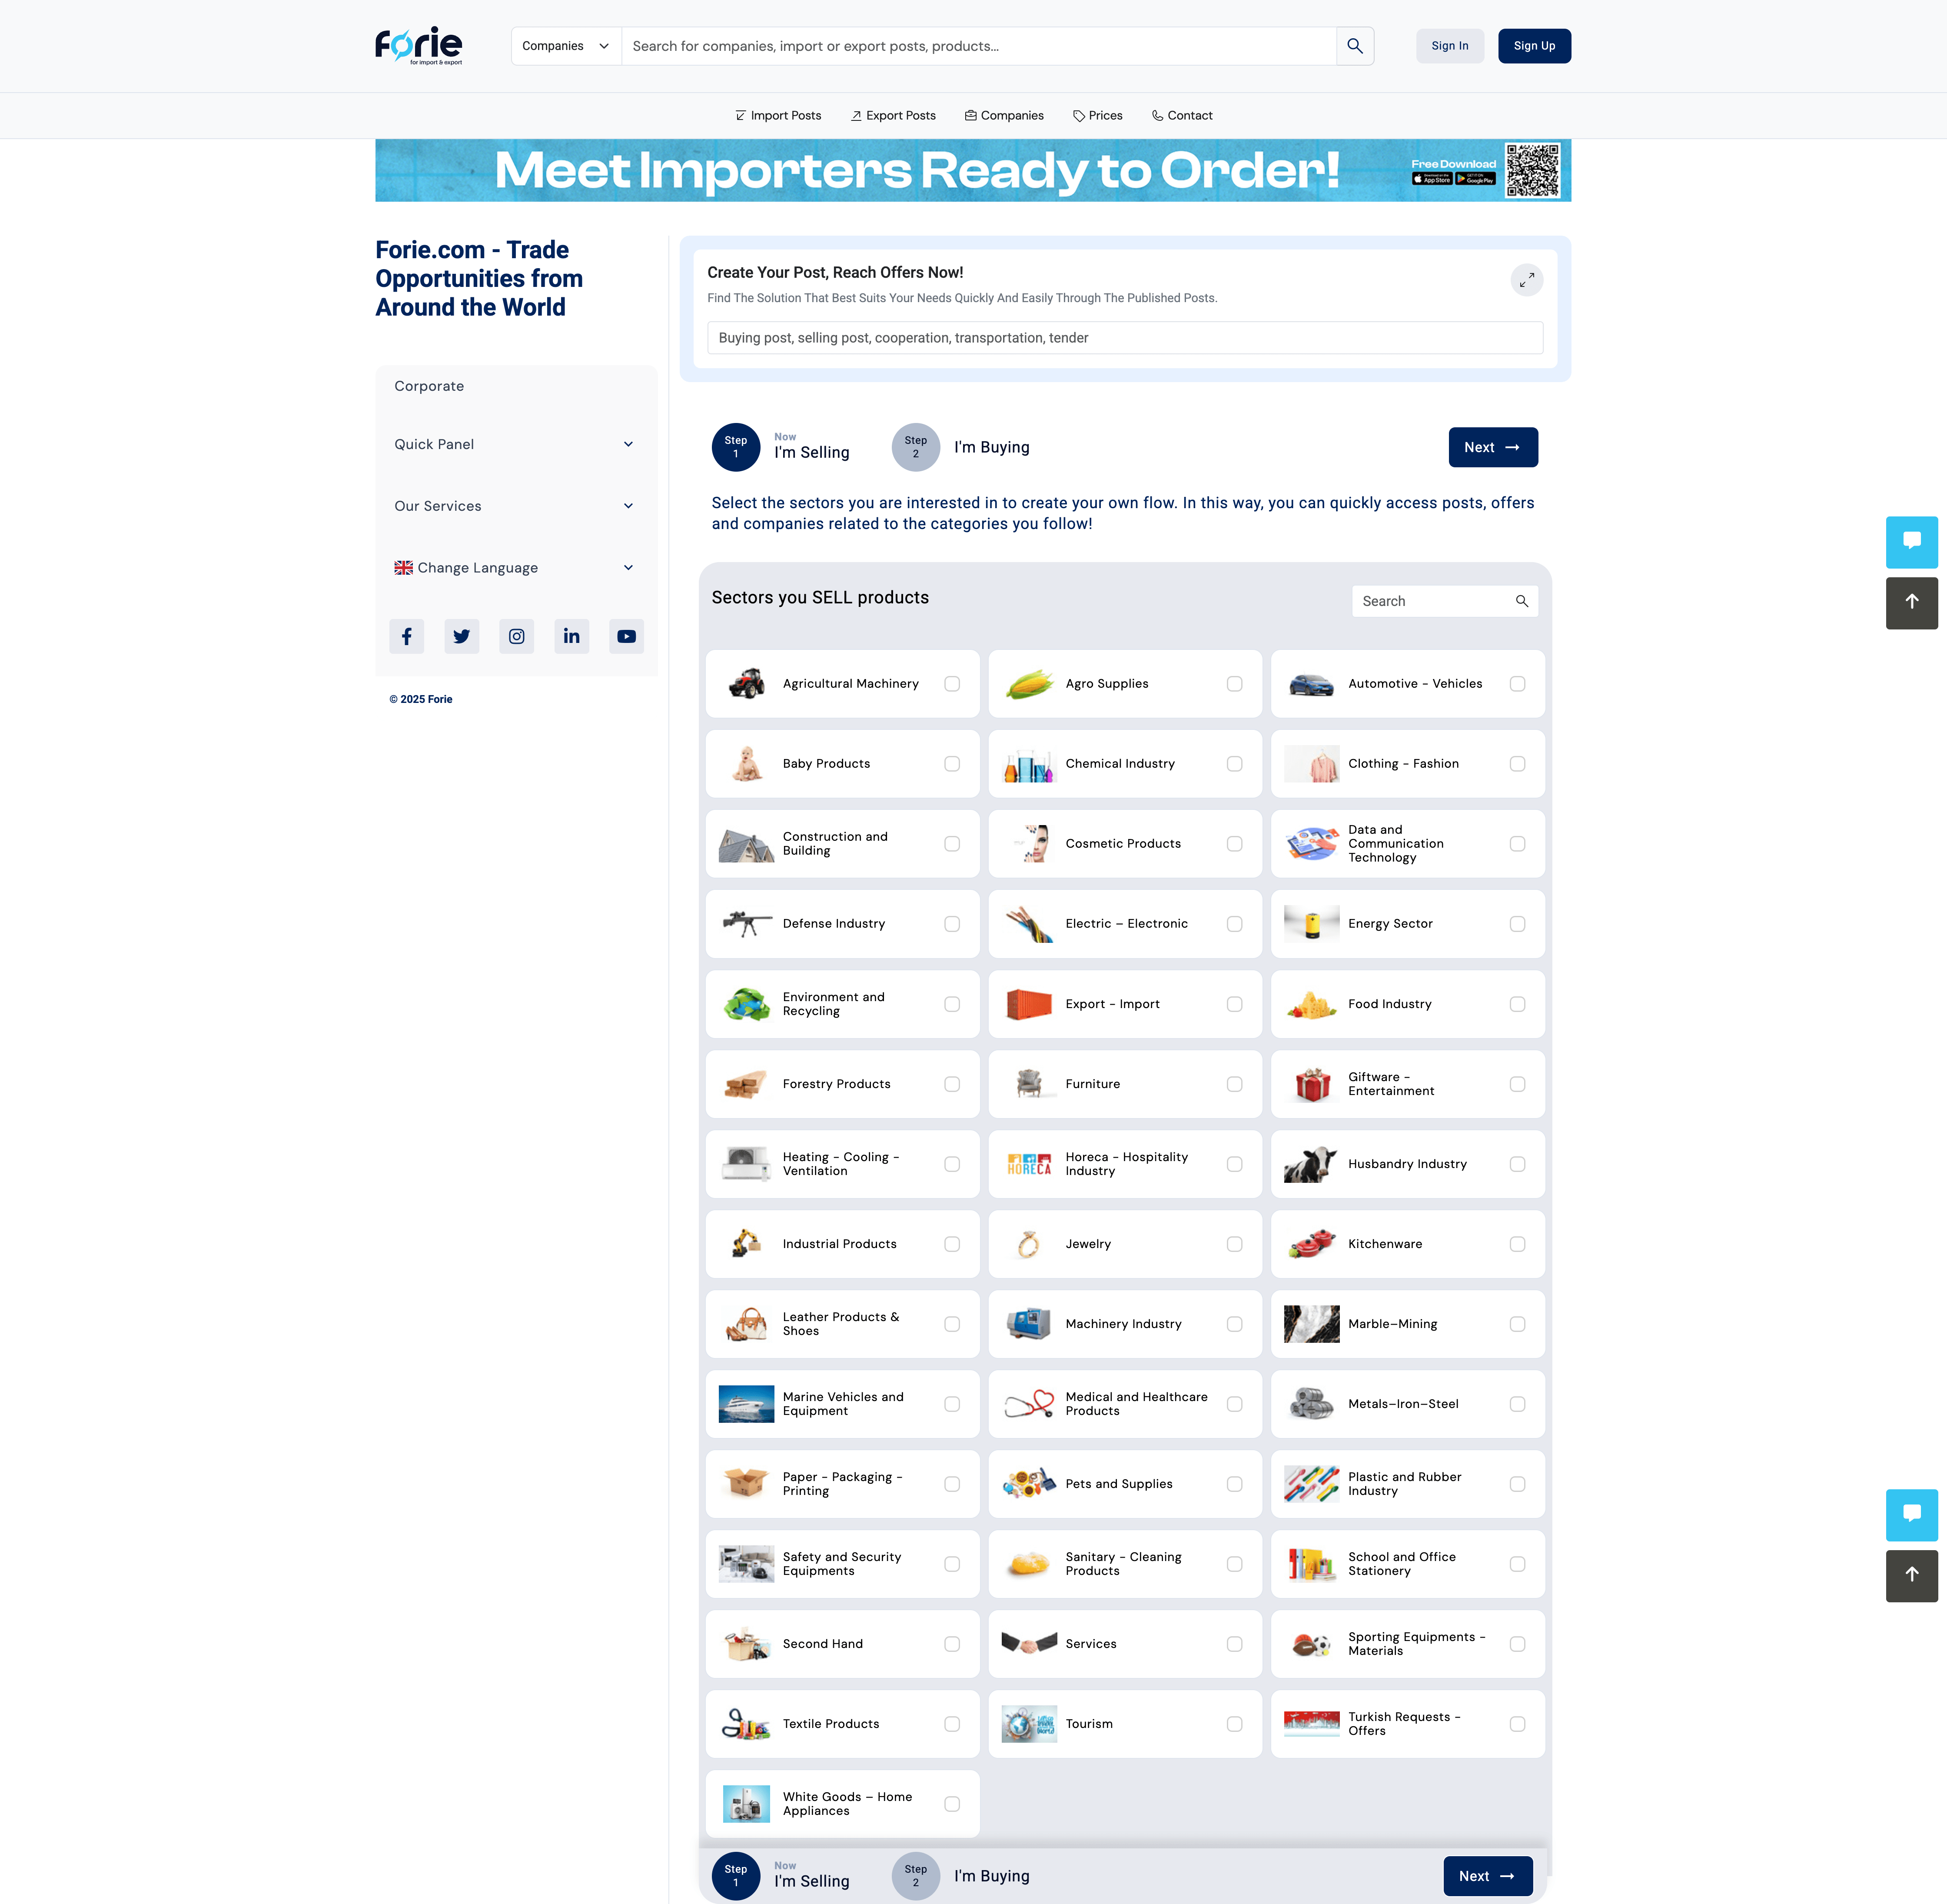 forie
for import & export
Companies
Search for companies, import or export posts, products...
Sign In
Sign Up
Import Posts
Export Posts
Companies
Prices
Contact
Meet Importers Ready to Order!
Free Download
Download on the App Store
GET IT ON Google Play
Forie.com - Trade
Opportunities from
Around the World
Corporate
Quick Panel
Our Services
Change Language
© 2025 Forie
Create Your Post, Reach Offers Now!
Find The Solution That Best Suits Your Needs Quickly And Easily Through The Published Posts.
Buying post, selling post, cooperation, transportation, tender
Step 1
Now
I'm Selling
Step 2
I'm Buying
Next
Select the sectors you are interested in to create your own flow. In this way, you can quickly access posts, offers
and companies related to the categories you follow!
Sectors you SELL products
Search
Agricultural Machinery
Agro Supplies
Automotive - Vehicles
Baby Products
Chemical Industry
Clothing - Fashion
Construction and
Building
Cosmetic Products
Data and
Communication
Technology
Defense Industry
Electric – Electronic
Energy Sector
Environment and
Recycling
Export - Import
Food Industry
Forestry Products
Furniture
Giftware -
Entertainment
Heating - Cooling -
Ventilation
HORECA
Horeca - Hospitality
Industry
Husbandry Industry
Industrial Products
Jewelry
Kitchenware
Leather Products &
Shoes
Machinery Industry
Marble–Mining
Marine Vehicles and
Equipment
Medical and Healthcare
Products
Metals–Iron–Steel
Paper - Packaging -
Printing
Pets and Supplies
Plastic and Rubber
Industry
Safety and Security
Equipments
Sanitary - Cleaning
Products
School and Office
Stationery
Second Hand
Services
Sporting Equipments -
Materials
Textile Products
Tourism
Turkish Requests -
Offers
White Goods – Home
Appliances
Step 1
Now
I'm Selling
Step 2
I'm Buying
Next